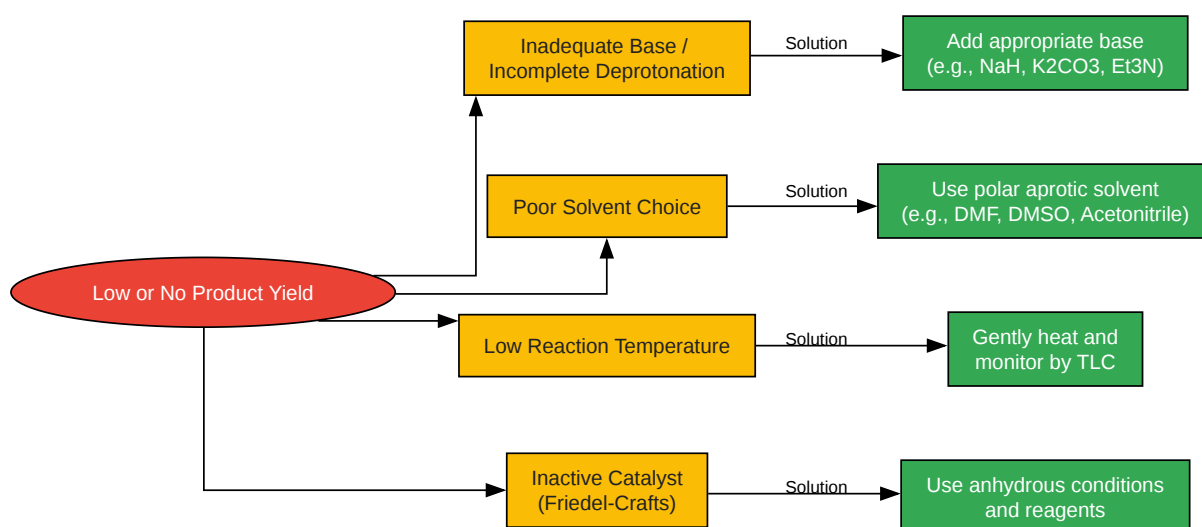 Inadequate Base /
Incomplete Deprotonation
Solution
Add appropriate base
(e.g., NaH, K2CO3, Et3N)
Poor Solvent Choice
Solution
Use polar aprotic solvent
(e.g., DMF, DMSO, Acetonitrile)
Low or No Product Yield
Low Reaction Temperature
Solution
Gently heat and
monitor by TLC
Inactive Catalyst
(Friedel-Crafts)
Solution
Use anhydrous conditions
and reagents